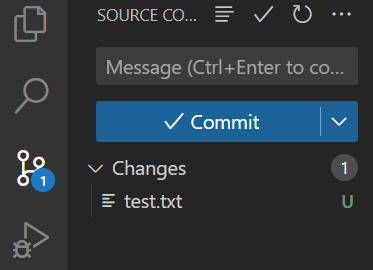 SOURCE CO...
Message (Ctrl+Enter to co...
Commit
Changes 1
test.txt U
1